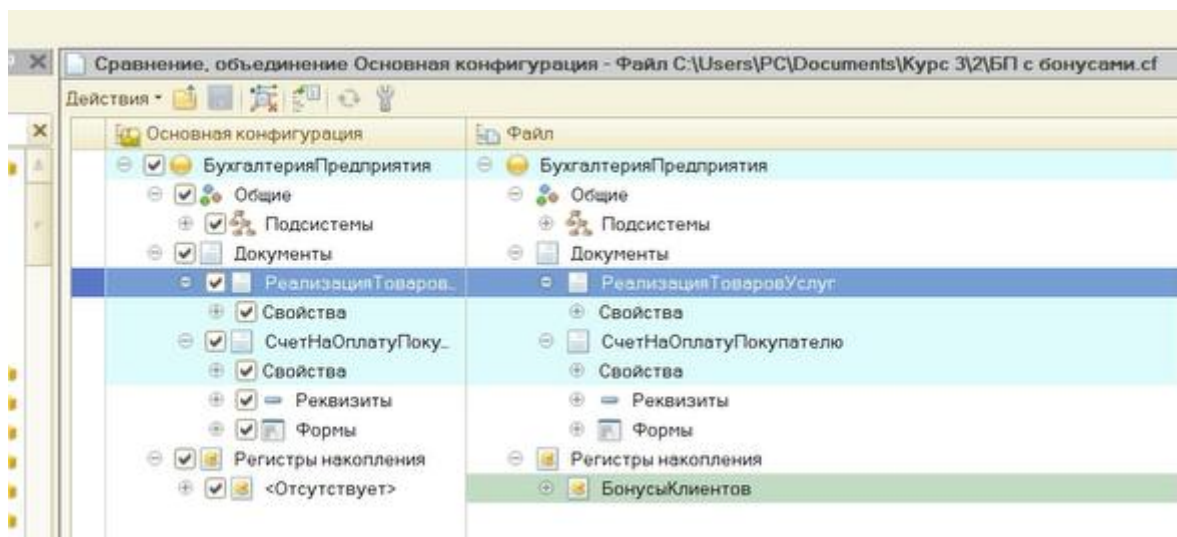 Сравнение, объединение Основная конфигурация - Файл C:\Users\PC\Documents\Курс 3\2\БП с бонусами.cf
Действия
Основная конфигурация Файл
БухгалтерияПредприятия БухгалтерияПредприятия
Общие Общие
Подсистемы Подсистемы
Документы Документы
РеализацияТоваров... РеализацияТоваровУслуг
Свойства Свойства
СчетНаОплатуПоку... СчетНаОплатуПокупателю
Свойства Свойства
Реквизиты Реквизиты
Формы Формы
Регистры накопления Регистры накопления
<Отсутствует> БонусыКлиентов